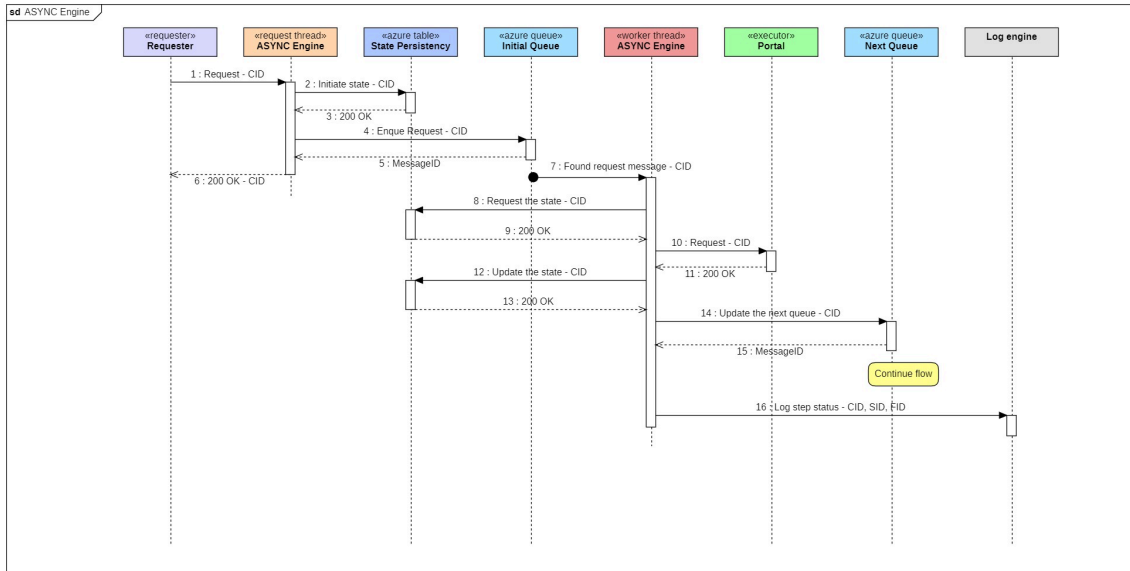 sd ASYNC Engine
«requester»
Requester
«request thread»
ASYNC Engine
«azure table»
State Persistency
«azure queue»
Initial Queue
«worker thread»
ASYNC Engine
«executor»
Portal
«azure queue»
Next Queue
Log engine
1 : Request - CID
2 : Initiate state - CID
3 : 200 OK
4 : Enque Request - CID
5 : MessageID
6 : 200 OK - CID
7 : Found request message - CID
8 : Request the state - CID
9 : 200 OK
10 : Request - CID
11 : 200 OK
12 : Update the state - CID
13 : 200 OK
14 : Update the next queue - CID
15 : MessageID
Continue flow
16 : Log step status - CID, SID, FID